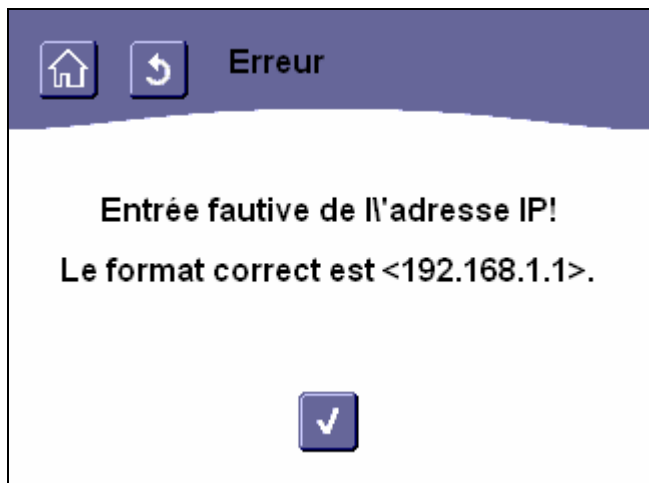 Erreur
Entrée fautive de l\'adresse IP!
Le format correct est <192.168.1.1>.